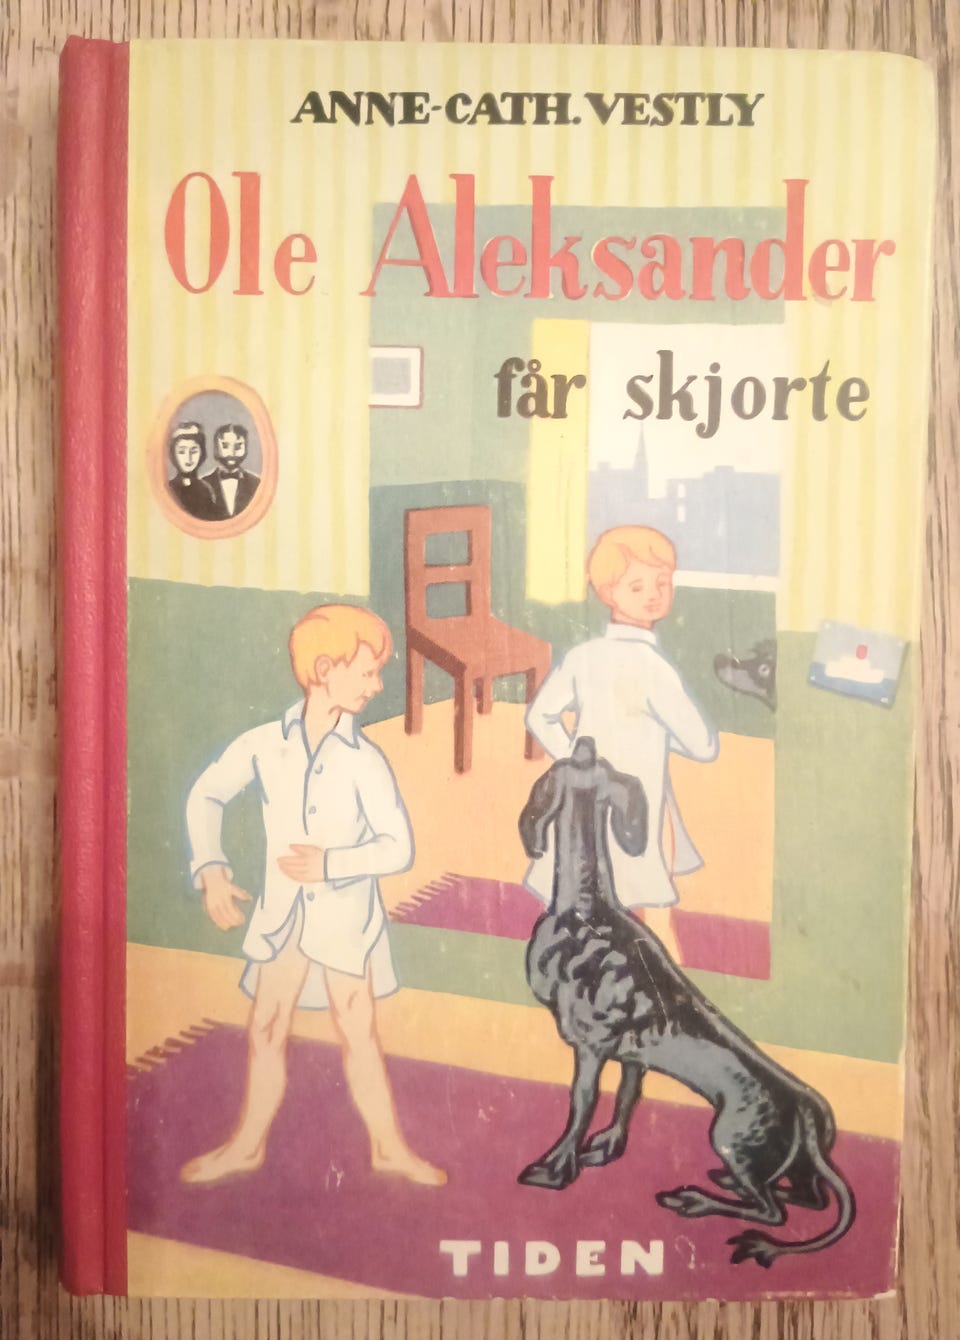 ANNE-CATH. VESTLY
Ole Aleksander
får skjorte
TIDEN